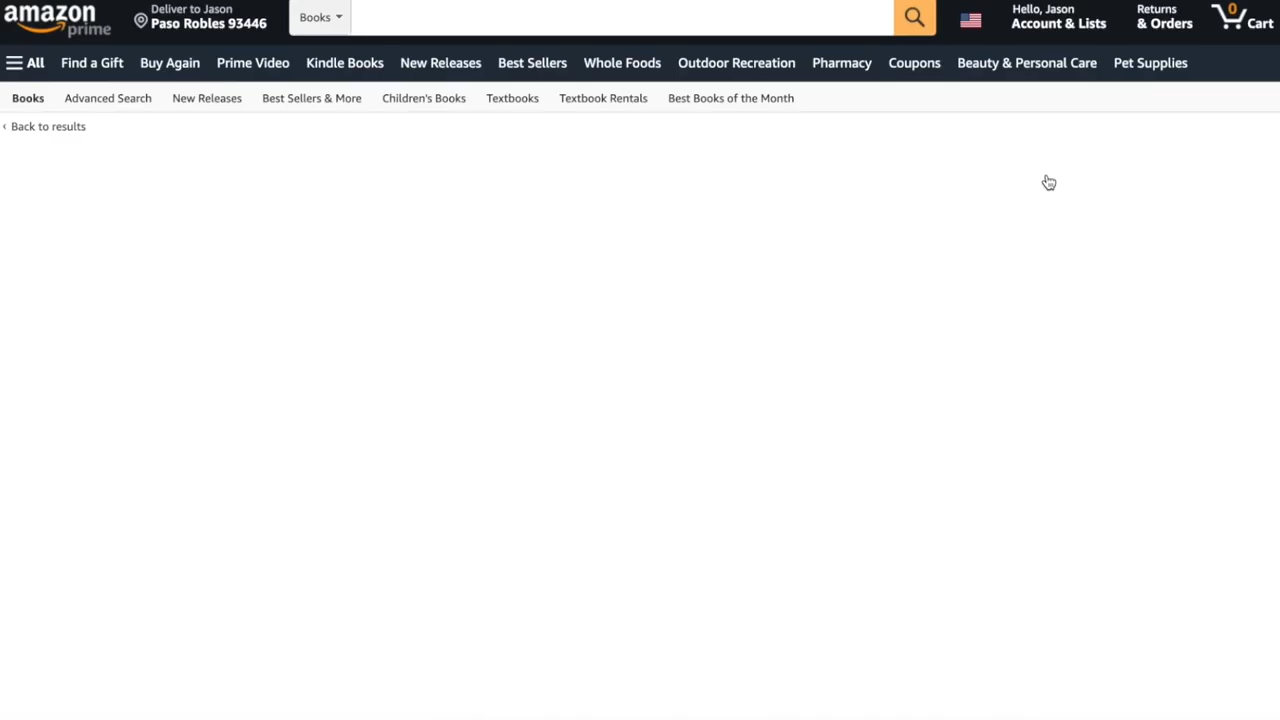 amazon prime
Deliver to Jason
Paso Robles 93446
Books
Hello, Jason
Account & Lists
Returns
& Orders
0
Cart
All Find a Gift Buy Again Prime Video Kindle Books New Releases Best Sellers Whole Foods Outdoor Recreation Pharmacy Coupons Beauty & Personal Care Pet Supplies
Books Advanced Search New Releases Best Sellers & More Children's Books Textbooks Textbook Rentals Best Books of the Month
‹ Back to results